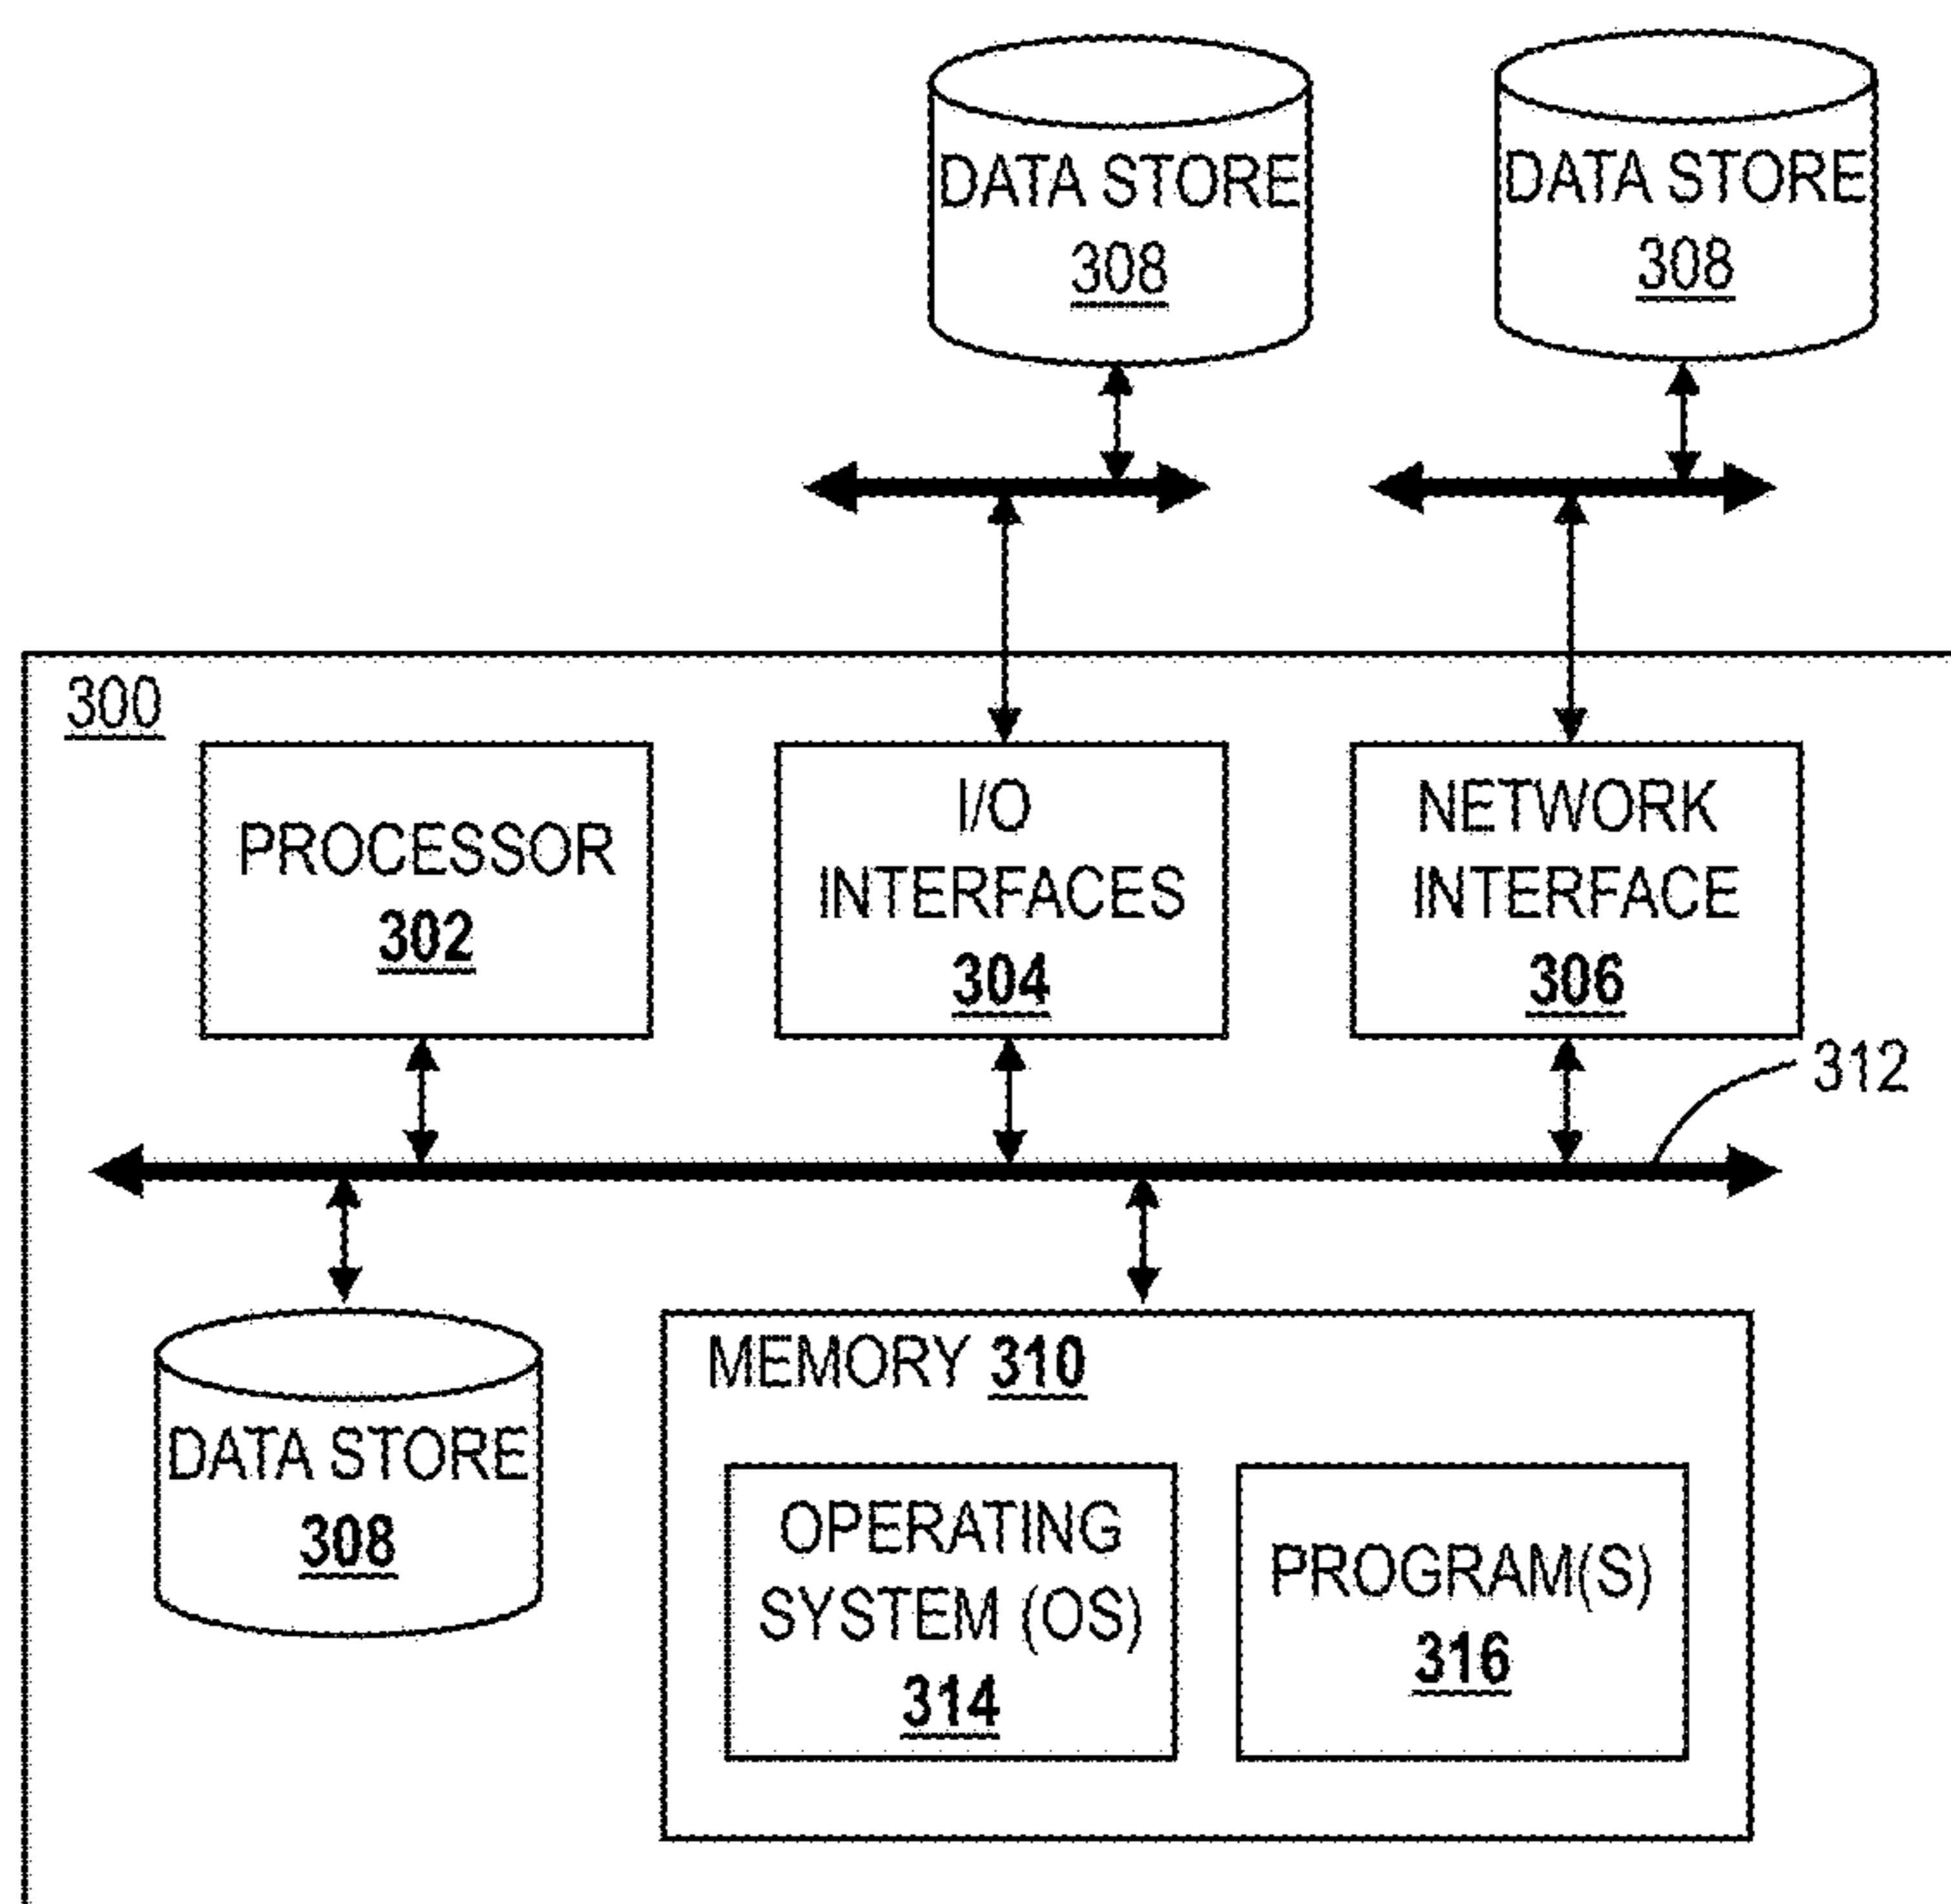 DATA STORE
308
DATA STORE
308
300
PROCESSOR
302
I/O
INTERFACES
304
NETWORK
INTERFACE
306
312
DATA STORE
308
MEMORY 310
OPERATING
SYSTEM (OS)
314
PROGRAM(S)
316